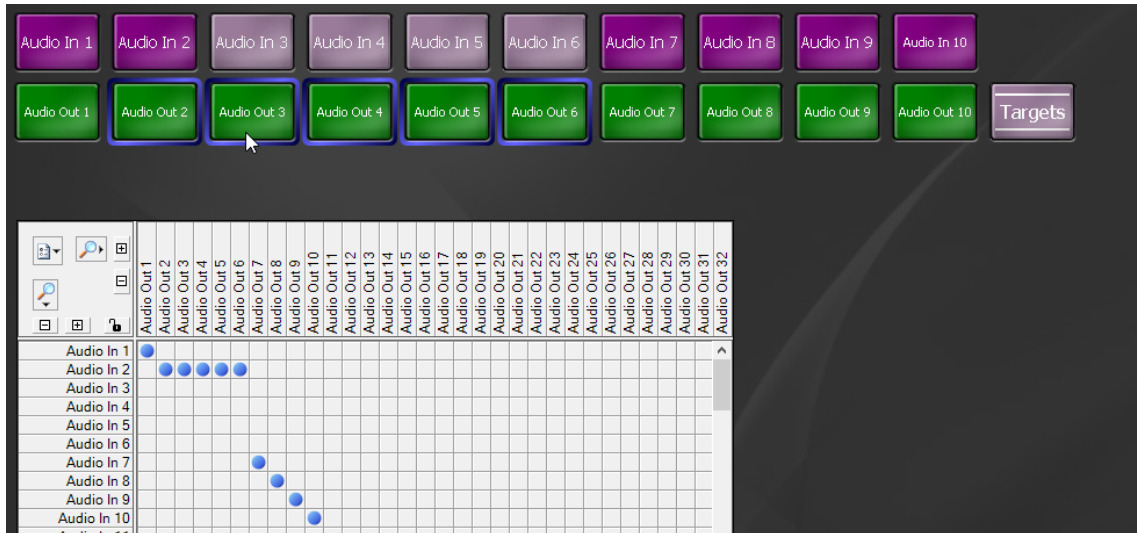 Audio In 1 Audio In 2 Audio In 3 Audio In 4 Audio In 5 Audio In 6 Audio In 7 Audio In 8 Audio In 9 Audio In 10
Audio Out 1 Audio Out 2 Audio Out 3 Audio Out 4 Audio Out 5 Audio Out 6 Audio Out 7 Audio Out 8 Audio Out 9 Audio Out 10 Targets
Audio Out 1
Audio Out 2
Audio Out 3
Audio Out 4
Audio Out 5
Audio Out 6
Audio Out 7
Audio Out 8
Audio Out 9
Audio Out 10
Audio Out 11
Audio Out 12
Audio Out 13
Audio Out 14
Audio Out 15
Audio Out 16
Audio Out 17
Audio Out 18
Audio Out 19
Audio Out 20
Audio Out 21
Audio Out 22
Audio Out 23
Audio Out 24
Audio Out 25
Audio Out 26
Audio Out 27
Audio Out 28
Audio Out 29
Audio Out 30
Audio Out 31
Audio Out 32
Audio In 1
Audio In 2
Audio In 3
Audio In 4
Audio In 5
Audio In 6
Audio In 7
Audio In 8
Audio In 9
Audio In 10